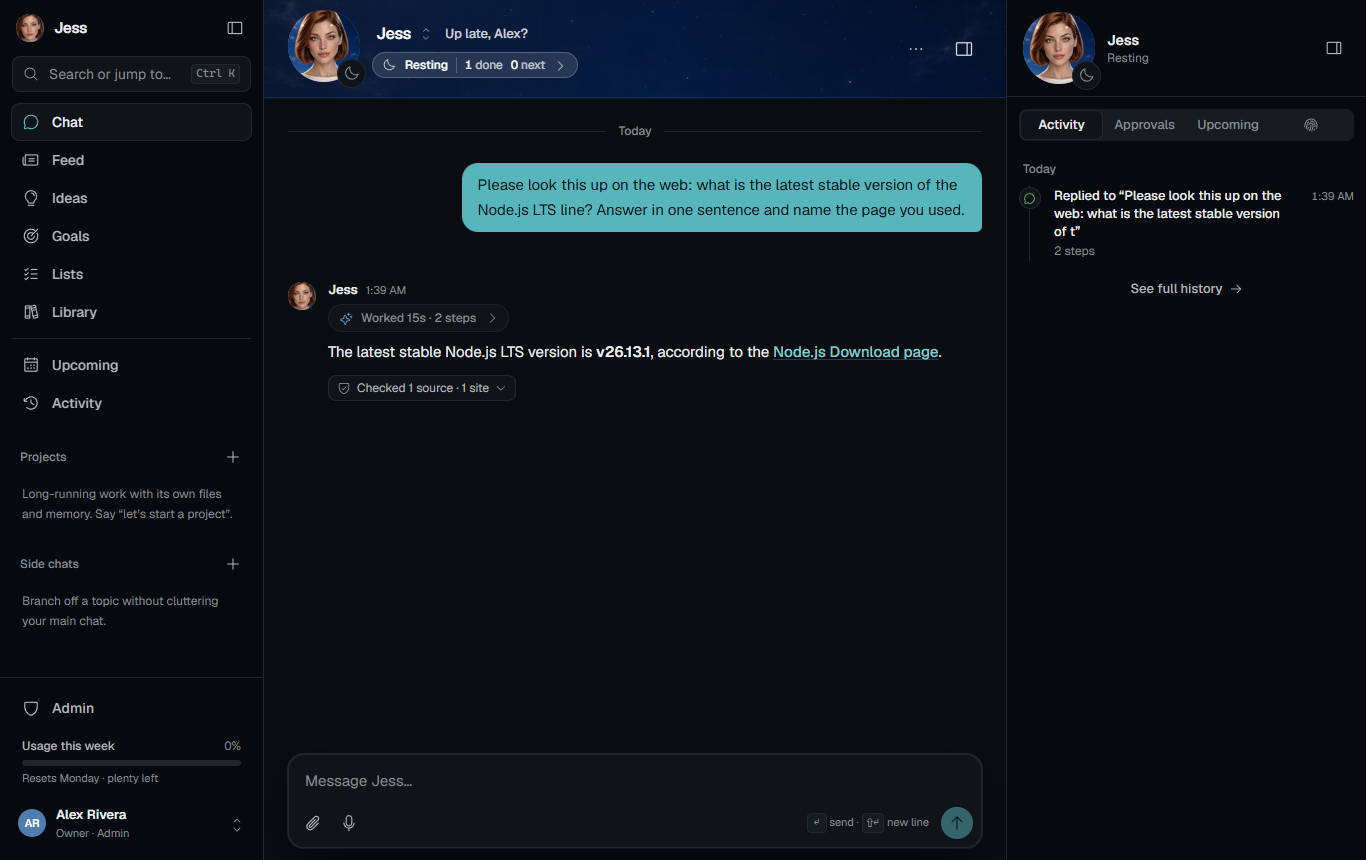 Jess
Search or jump to...
Ctrl K
Chat
Feed
Ideas
Goals
Lists
Library
Upcoming
Activity
Projects
Long-running work with its own files
and memory. Say “let’s start a project”.
Side chats
Branch off a topic without cluttering
your main chat.
Admin
Usage this week 0%
Resets Monday · plenty left
AR
Alex Rivera
Owner · Admin
Jess Up late, Alex?
Resting 1 done 0 next
Today
Please look this up on the web: what is the latest stable version of the
Node.js LTS line? Answer in one sentence and name the page you used.
Jess 1:39 AM
Worked 15s · 2 steps
The latest stable Node.js LTS version is v26.13.1, according to the Node.js Download page.
Checked 1 source · 1 site
Message Jess...
send · new line
Jess
Resting
Activity Approvals Upcoming
Today
Replied to “Please look this up on the 1:39 AM
web: what is the latest stable version
of t”
2 steps
See full history